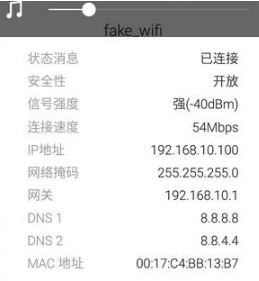 fake_wifi
状态消息 已连接
安全性 开放
信号强度 强(-40dBm)
连接速度 54Mbps
IP地址 192.168.10.100
网络掩码 255.255.255.0
网关 192.168.10.1
DNS 1 8.8.8.8
DNS 2 8.8.4.4
MAC 地址 00:17:C4:BB:13:B7